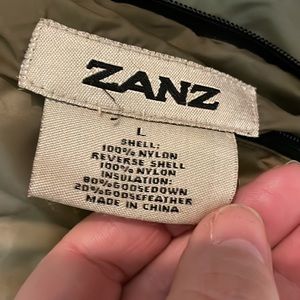 ZANZ
L
SHELL:
100% NYLON
REVERSE SHELL
100% NYLON
INSULATION:
80% GOOSEDOWN
20% GOOSEFEATHER
MADE IN CHINA